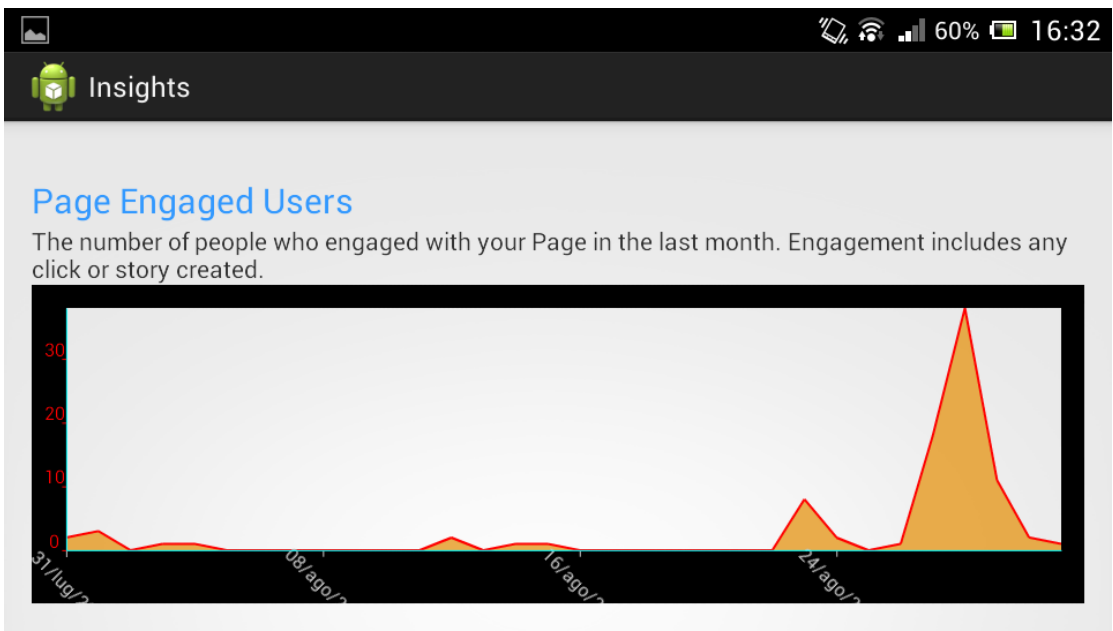 60% 16:32
Insights
Page Engaged Users
The number of people who engaged with your Page in the last month. Engagement includes any
click or story created.
30
20
10
0
31/lug/2 08/ago/2 16/ago/2 24/ago/2